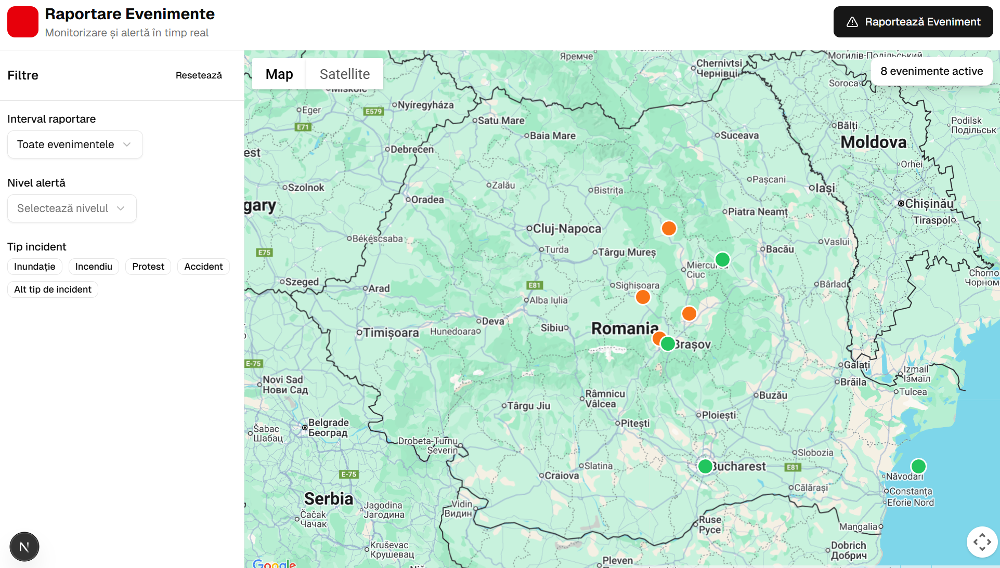 Raportare Evenimente
Monitorizare și alertă în timp real
Raportează Eveniment
Filtre
Resetează
Interval raportare
Toate evenimentele
Nivel alertă
Selectează nivelul
Tip incident
Inundație
Incendiu
Protest
Accident
Alt tip de incident
Map
Satellite
8 evenimente active
Яремче
Chernivtsi
Чернівці
Могилів-Подільський
Soroca
Miskolc
Nyíregyháza
Eger
E579
E71
Satu Mare
Baia Mare
Suceava
Bălți
Podilsk
Подільськ
Moldova
Debrecen
est
Orhei
Zalău
Bistrița
Pașcani
Iași
Szolnok
Oradea
gary
Chișinău
Piatra Neamț
Tiraspol
Cluj-Napoca
Békéscsaba
Turda
Târgu Mureș
Bacău
Vaslui
E75
Miercurea
Ciuc
Chorno
Чорном
Szeged
Arad
E81
Sighișoara
Bârlad
Alba Iulia
Deva
Sibiu
Romania
Timișoara
Hunedoara
Brașov
E-75
Galați
Izmail
Ізмаїл
Novi Sad
Нови Сад
Brăila
Tulcea
Râmnicu
Vâlcea
Buzău
Târgu Jiu
Ploiești
Pitești
Belgrade
Београд
Šabac
Шабац
Drobeta-Turnu
Severin
Slobozia
Slatina
Bucharest
E81
E-75
Craiova
Năvodari
Călărași
Constanța
Eforie Nord
Serbia
Jagodina
Јагодина
Vidin
Видин
Čačak
Чачак
Ruse
Русе
Mangalia
N
Kruševac
Крушевац
Dobrich
Добрич
Google
Pleven